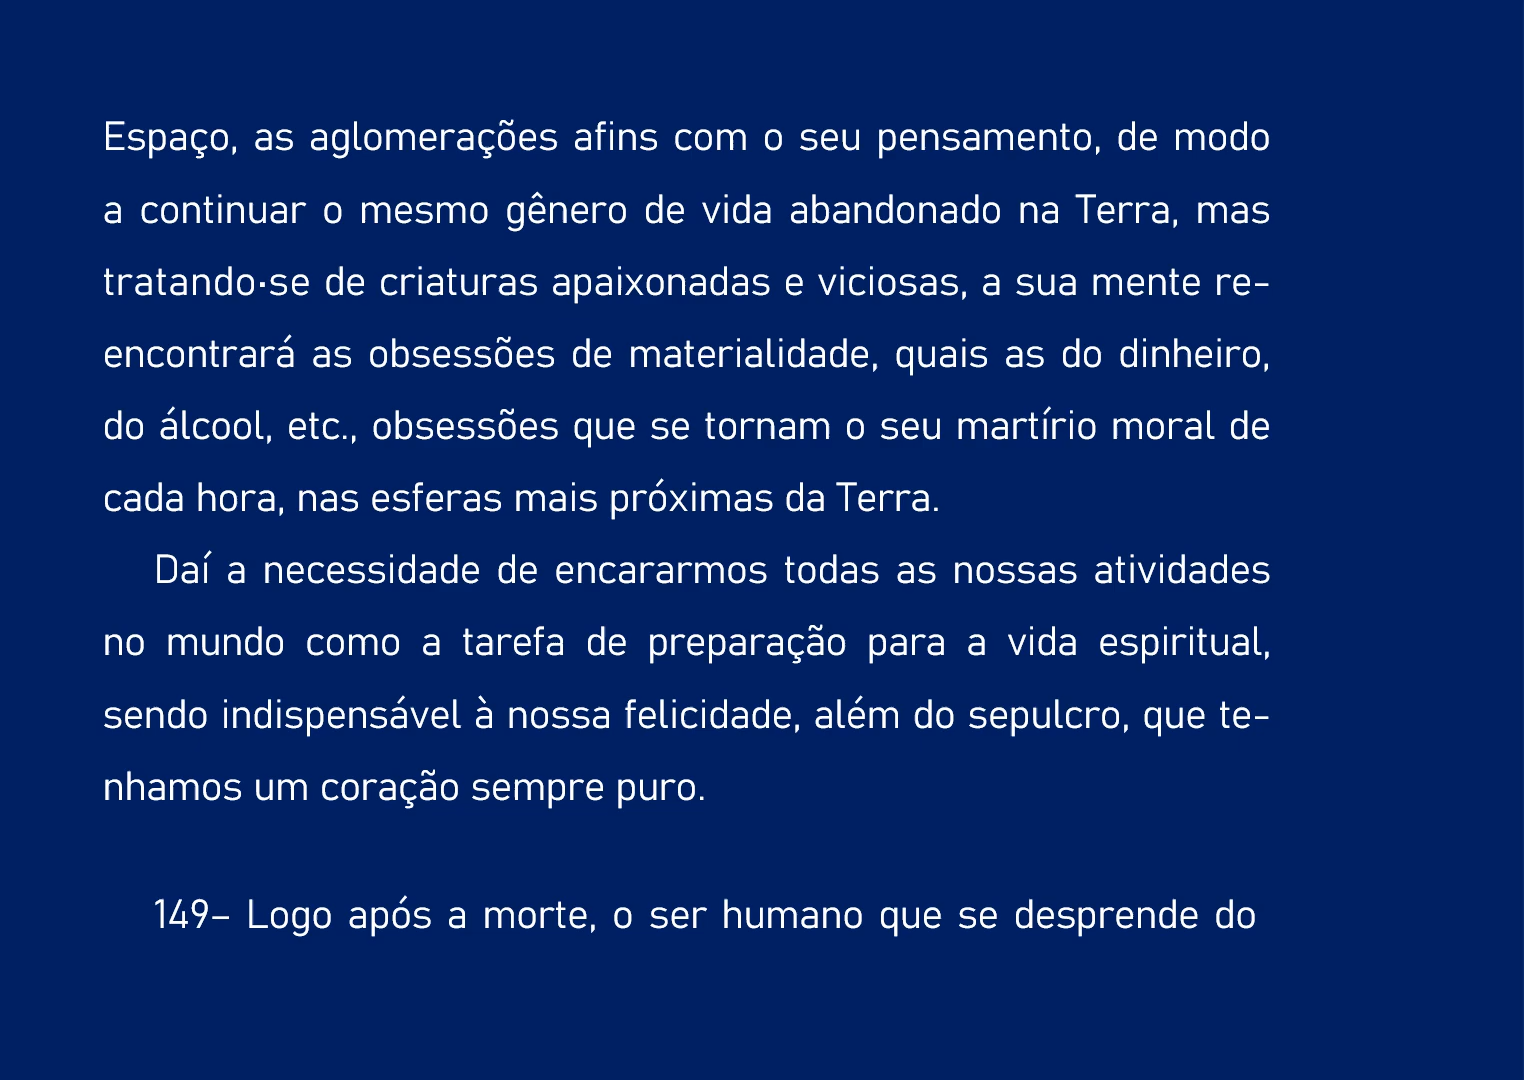 Espaço, as aglomerações afins com o seu pensamento, de modo
a continuar o mesmo gênero de vida abandonado na Terra, mas
tratando·se de criaturas apaixonadas e viciosas, a sua mente re-
encontrará as obsessões de materialidade, quais as do dinheiro,
do álcool, etc., obsessões que se tornam o seu martírio moral de
cada hora, nas esferas mais próximas da Terra.
Daí a necessidade de encararmos todas as nossas atividades
no mundo como a tarefa de preparação para a vida espiritual,
sendo indispensável à nossa felicidade, além do sepulcro, que te-
nhamos um coração sempre puro.
149– Logo após a morte, o ser humano que se desprende do